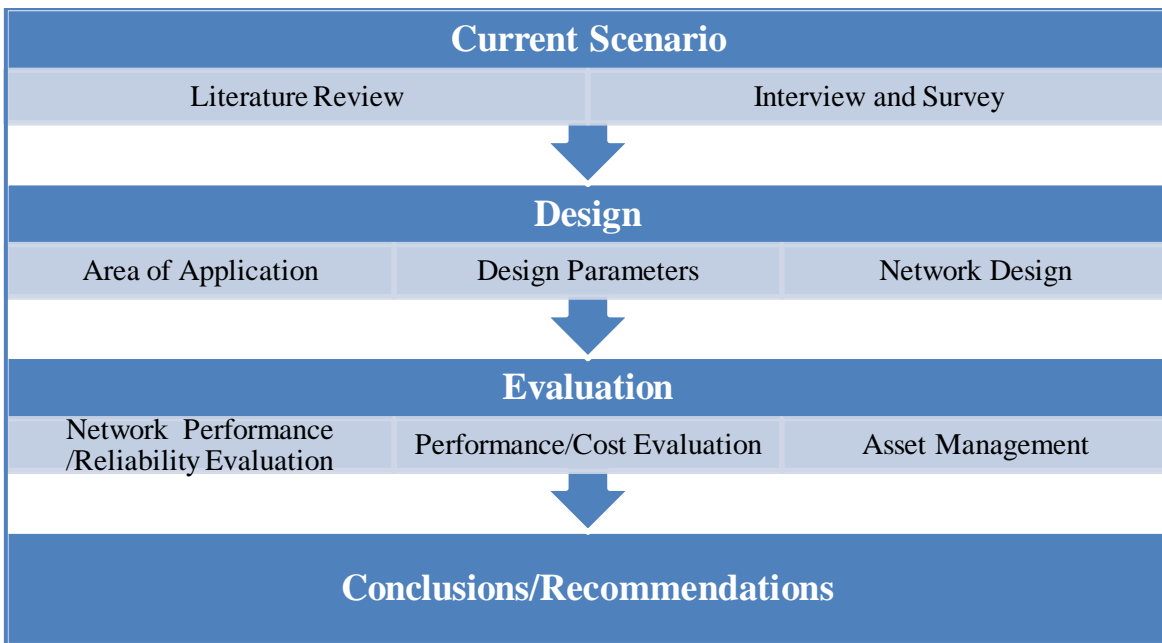 Current Scenario
Literature Review
Interview and Survey
Design
Area of Application
Design Parameters
Network Design
Evaluation
Network Performance
/Reliability Evaluation
Performance/Cost Evaluation
Asset Management
Conclusions/Recommendations